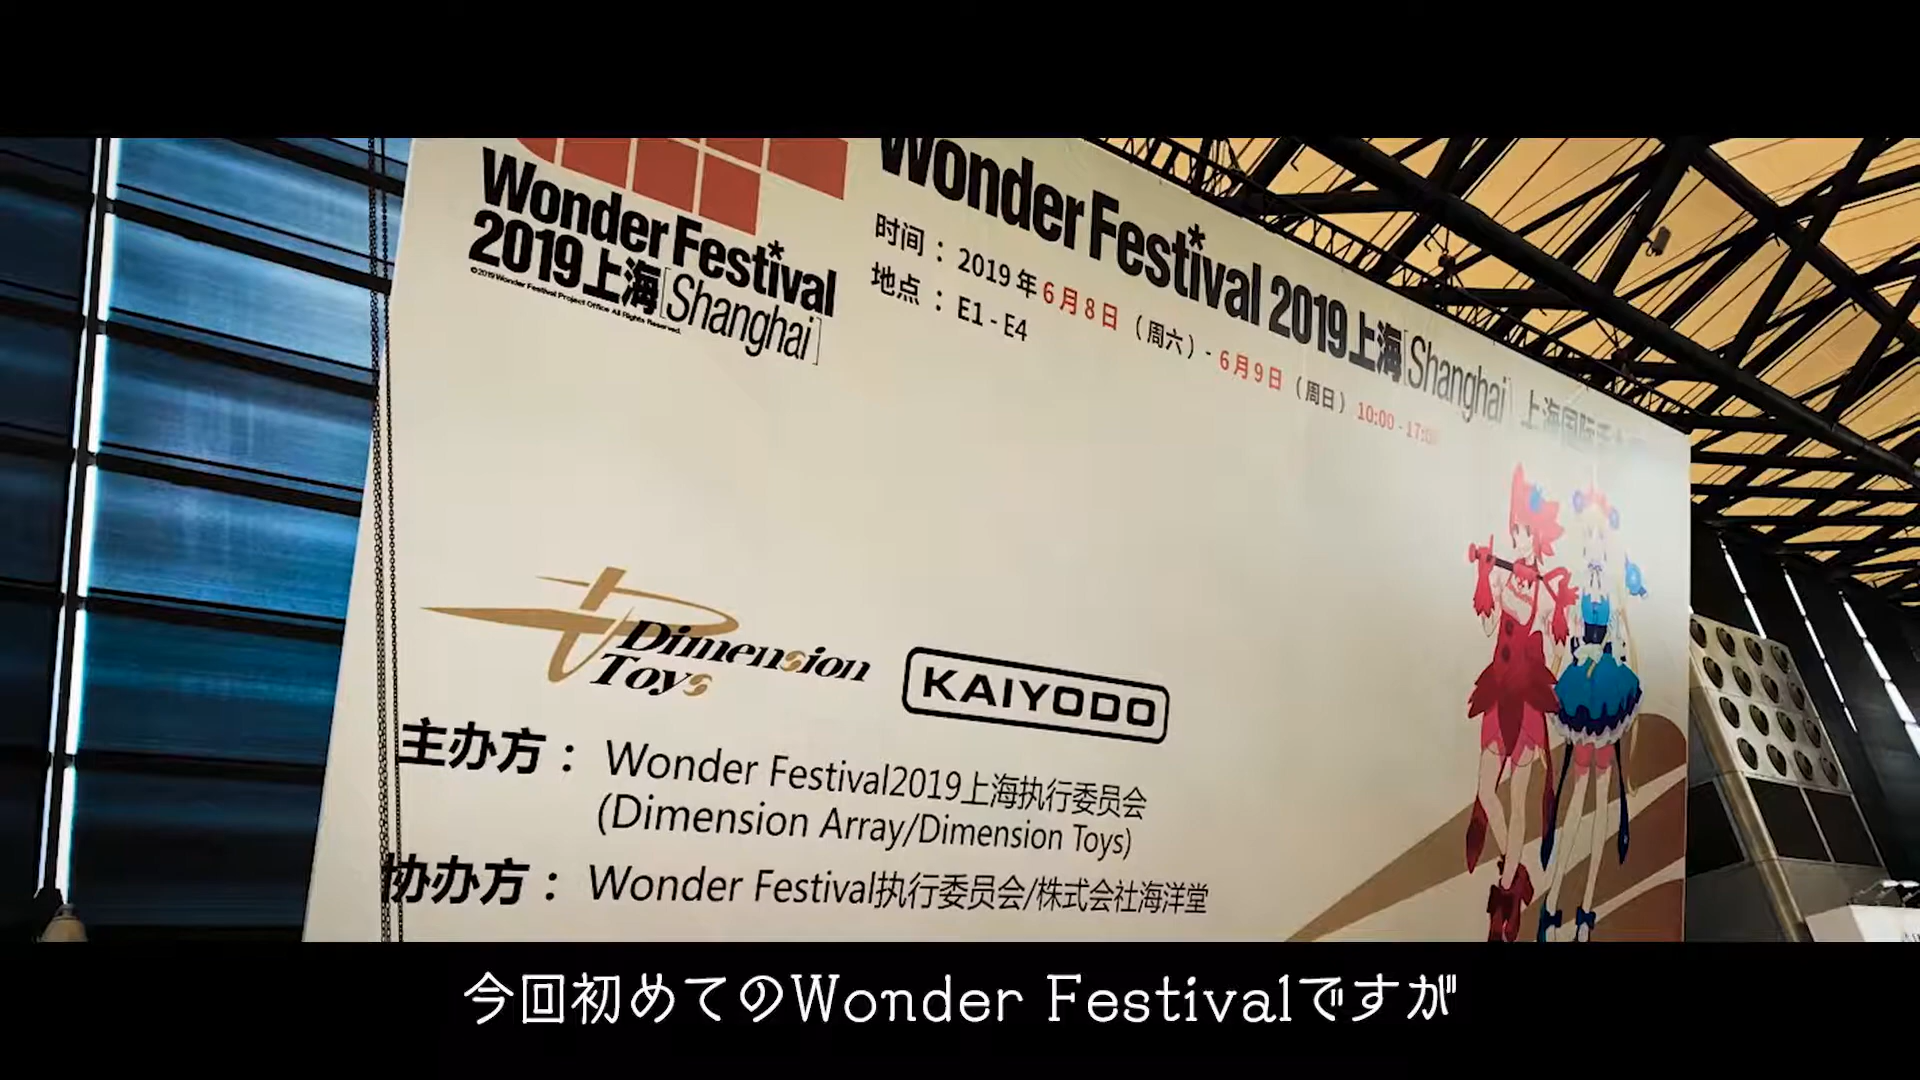 Wonder Festival
2019上海[Shanghai]
©2019 Wonder Festival Project Office All Rights Reserved.
Wonder Festival 2019上海[Shanghai]
时间：2019年6月8日（周六）-6月9日（周日）10:00-17:00
地点：E1-E4
Dimension
Toys
KAIYODO
主办方：Wonder Festival2019上海执行委员会
(Dimension Array/Dimension Toys)
协办方：Wonder Festival执行委员会/株式会社海洋堂
今回初めてのWonder Festivalですが